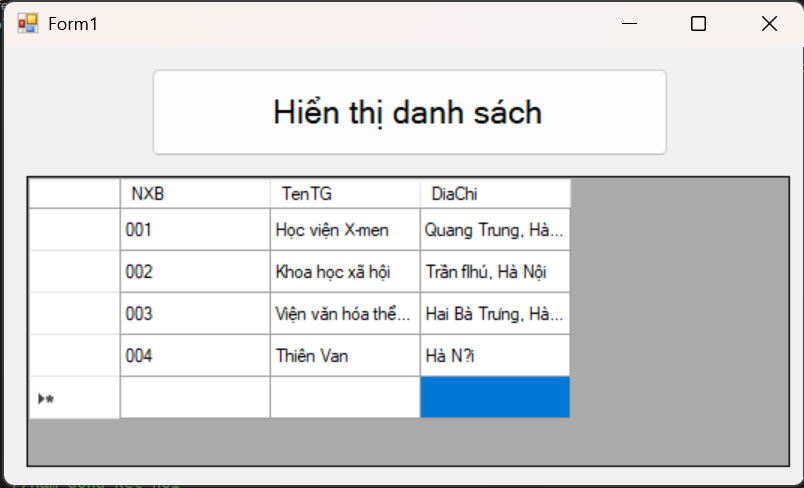 Form1
Hiển thị danh sách
NXB TenTG DiaChi
001 Học viện X-men Quang Trung, Hà...
002 Khoa học xã hội Trần flhú, Hà Nội
003 Viện văn hóa thể... Hai Bà Trưng, Hà...
004 Thiên Van Hà N?i